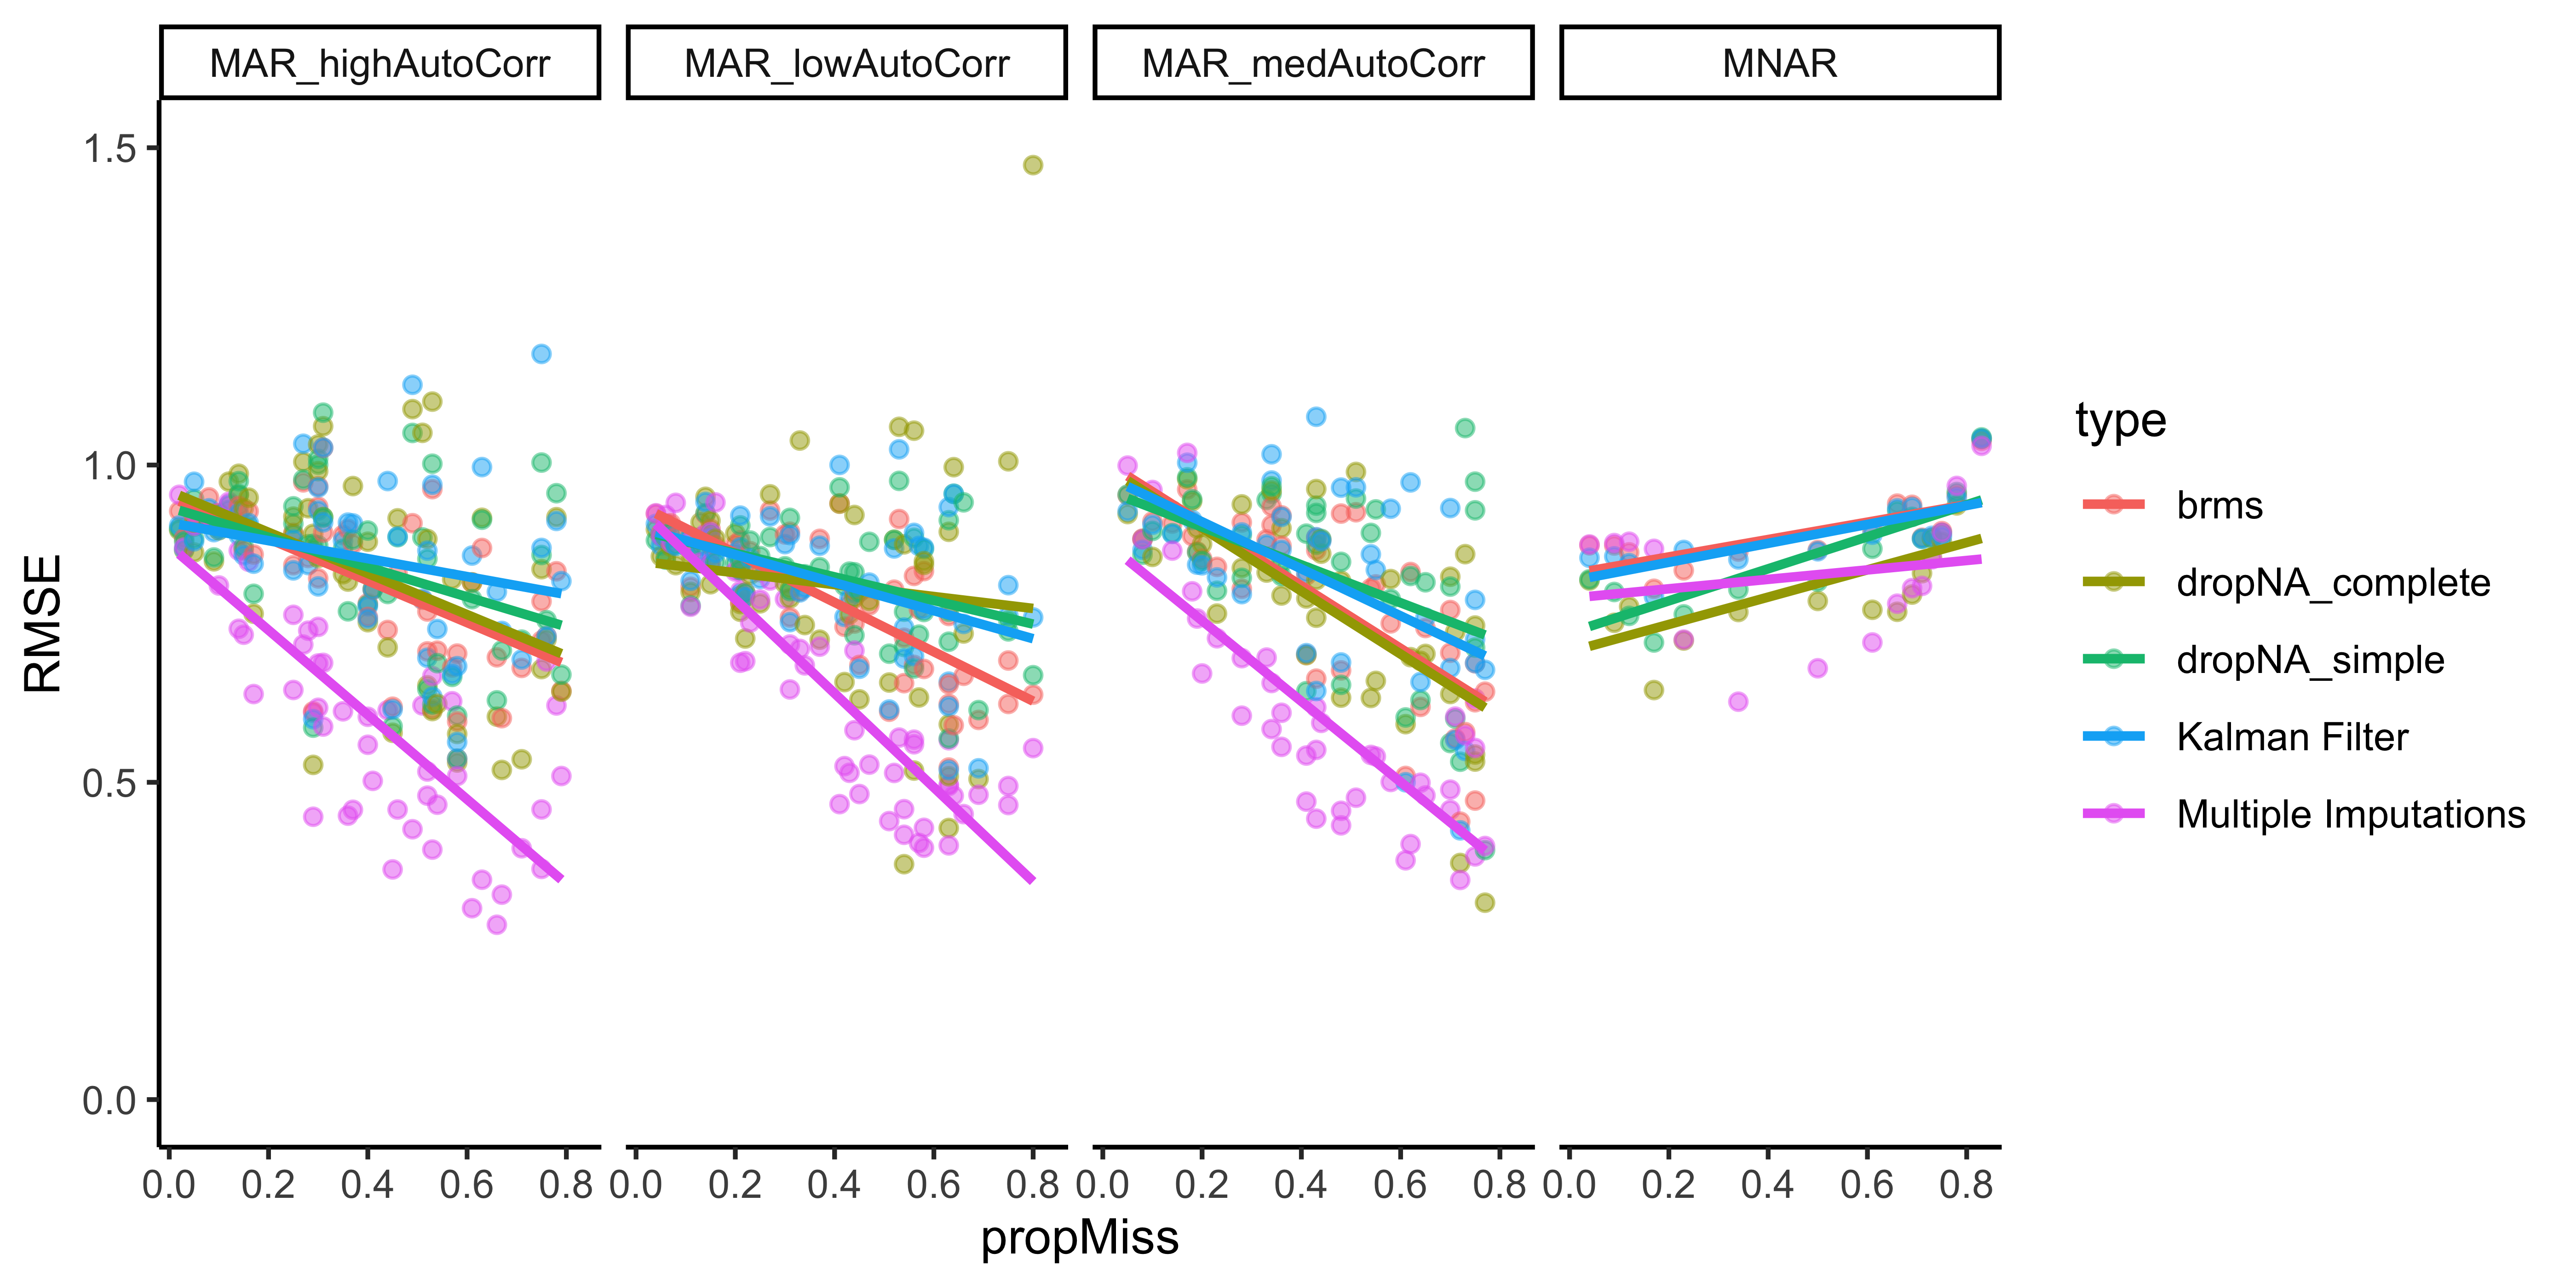 MAR_highAutoCorr MAR_lowAutoCorr MAR_medAutoCorr MNAR
1.5
1.0
0.5
0.0
RMSE
0.0 0.2 0.4 0.6 0.8 0.0 0.2 0.4 0.6 0.8 0.0 0.2 0.4 0.6 0.8 0.0 0.2 0.4 0.6 0.8
propMiss
type
brms
dropNA_complete
dropNA_simple
Kalman Filter
Multiple Imputations